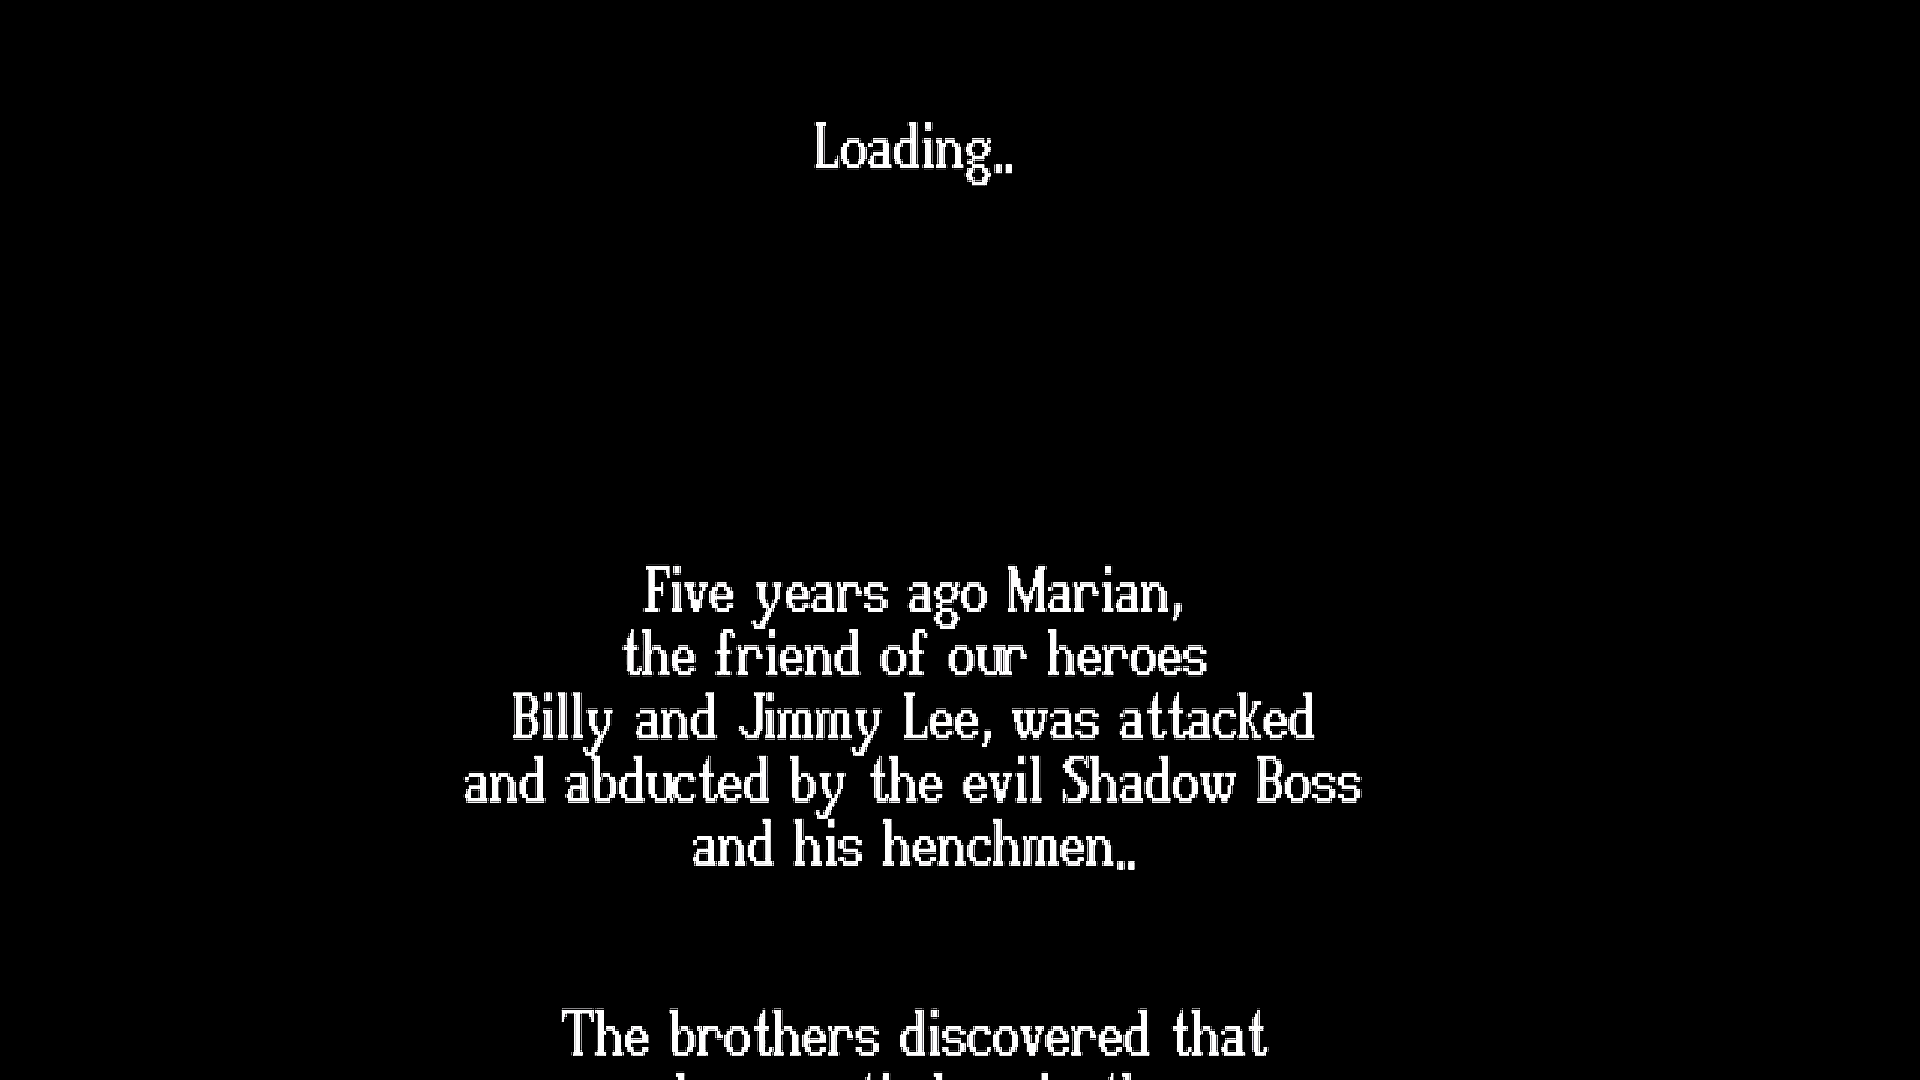 Loading..
Five years ago Marian,
the friend of our heroes
Billy and Jimmy Lee, was attacked
and abducted by the evil Shadow Boss
and his henchmen..
The brothers discovered that